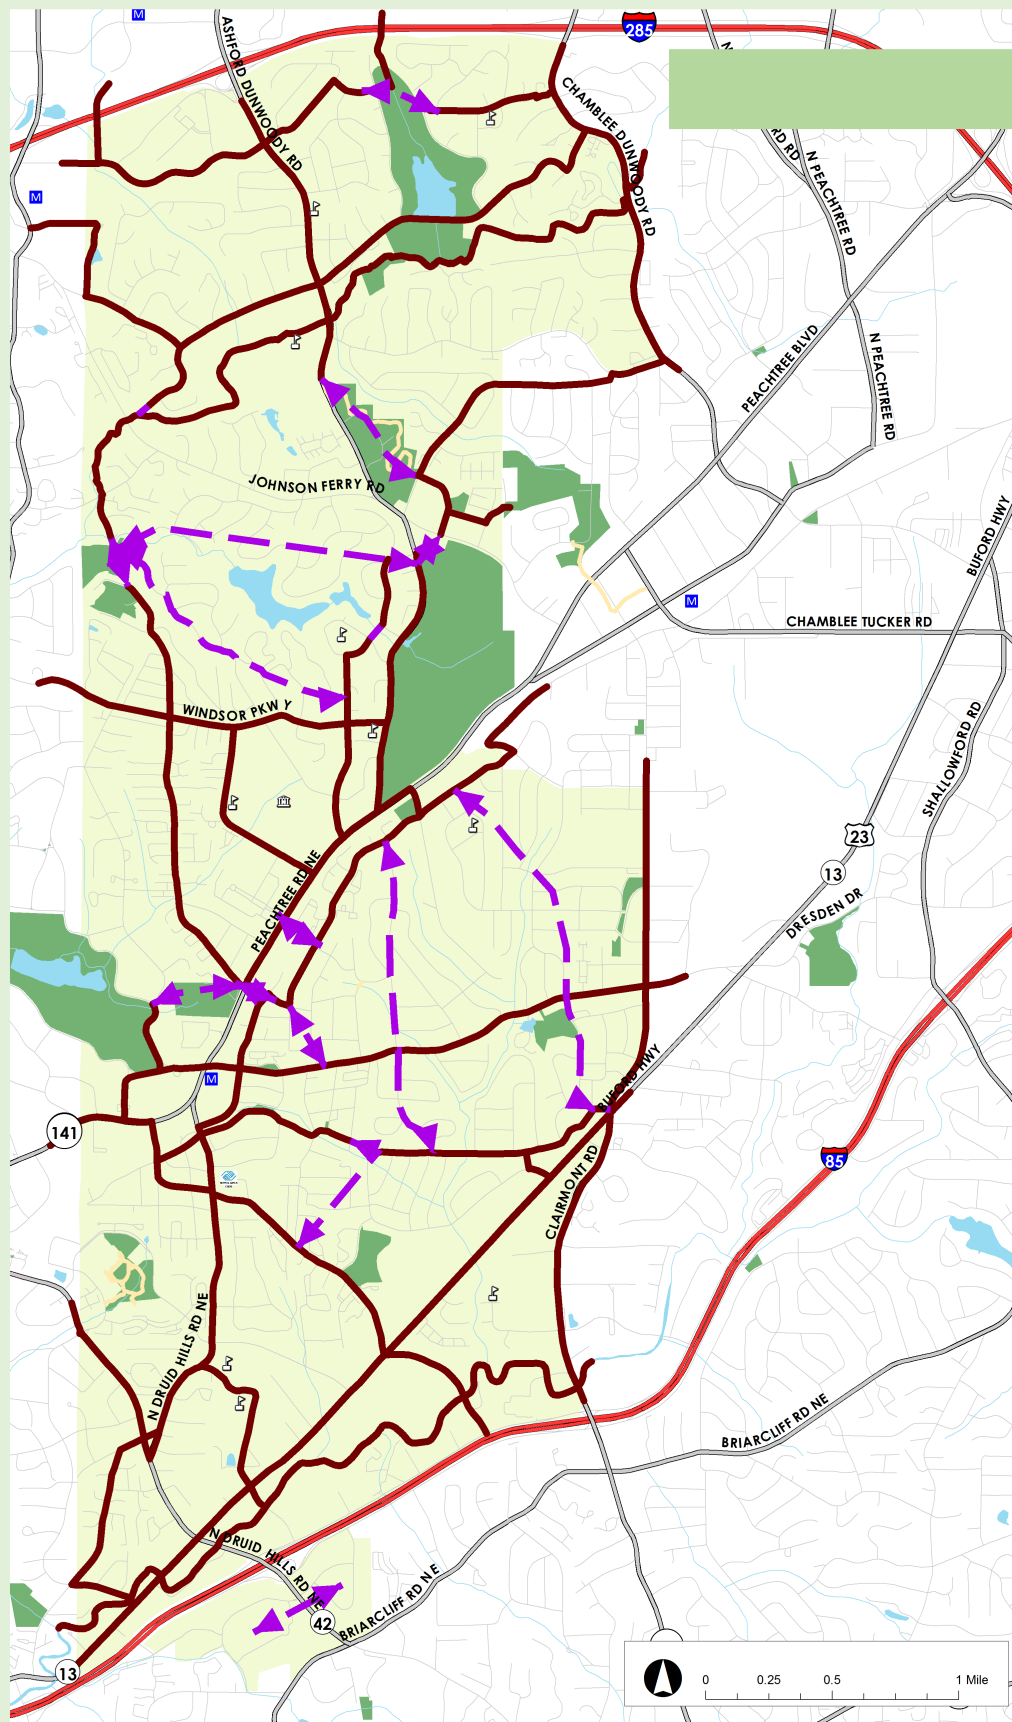 M
285
ASHFORD DUNWOODY RD
CHAMBLEE DUNWOODY RD
N
RD RD
N PEACHTREE RD
M
PEACHTREE BLVD
N PEACHTREE RD
JOHNSON FERRY RD
BUFORD HWY
M
CHAMBLEE TUCKER RD
WINDSOR PKW Y
SHALLOWFORD RD
23
13
PEACHTREE RD NE
DRESDEN DR
BUFORD HWY
M
141
85
CLAIRMONT RD
N DRUID HILLS RD NE
BRIARCLIFF RD NE
N DRUID HILLS RD NE
BRIARCLIFF RD N E
42
13
0 0.25 0.5 1 Mile